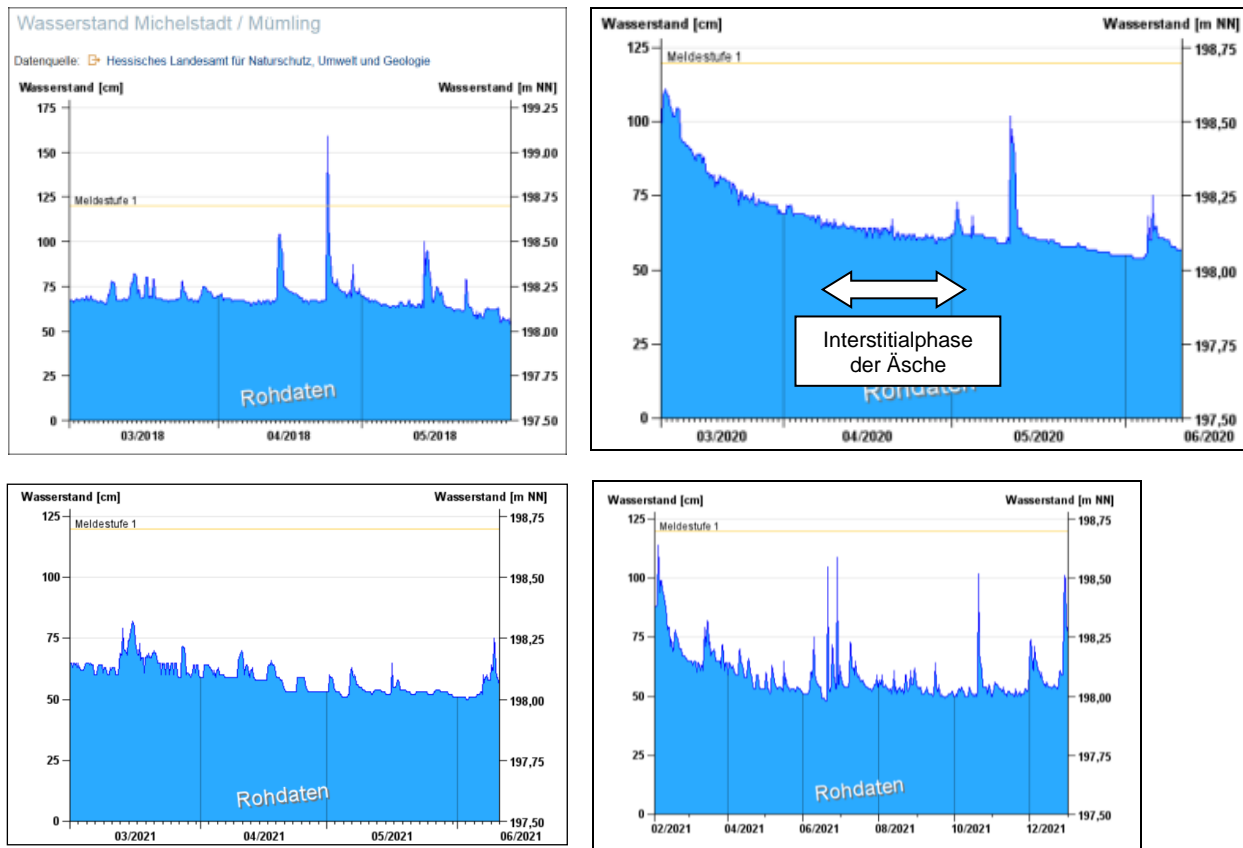 Wasserstand Michelstadt / Mümling
Datenquelle: Hessisches Landesamt für Naturschutz, Umwelt und Geologie
Wasserstand [cm] Wasserstand [m NN]
175 199.25
150 199.00
125 198.75
Meldestufe 1
100 198.50
75 198.25
50 198.00
25 197.75
Rohdaten
0 197.50
03/2018 04/2018 05/2018
Wasserstand [cm] Wasserstand [m NN]
125 198,75
Meldestufe 1
100 198,50
75 198,25
50 198,00
Interstitialphase
der Äsche
25 197,75
Rohdaten
0 197,50
03/2020 04/2020 05/2020 06/2020
Wasserstand [cm] Wasserstand [m NN]
125 198,75
Meldestufe 1
100 198,50
75 198,25
50 198,00
25 197,75
Rohdaten
0 197,50
03/2021 04/2021 05/2021 06/2021
Wasserstand [cm] Wasserstand [m NN]
125 198,75
Meldestufe 1
100 198,50
75 198,25
50 198,00
25 197,75
Rohdaten
0 197,50
02/2021 04/2021 06/2021 08/2021 10/2021 12/2021